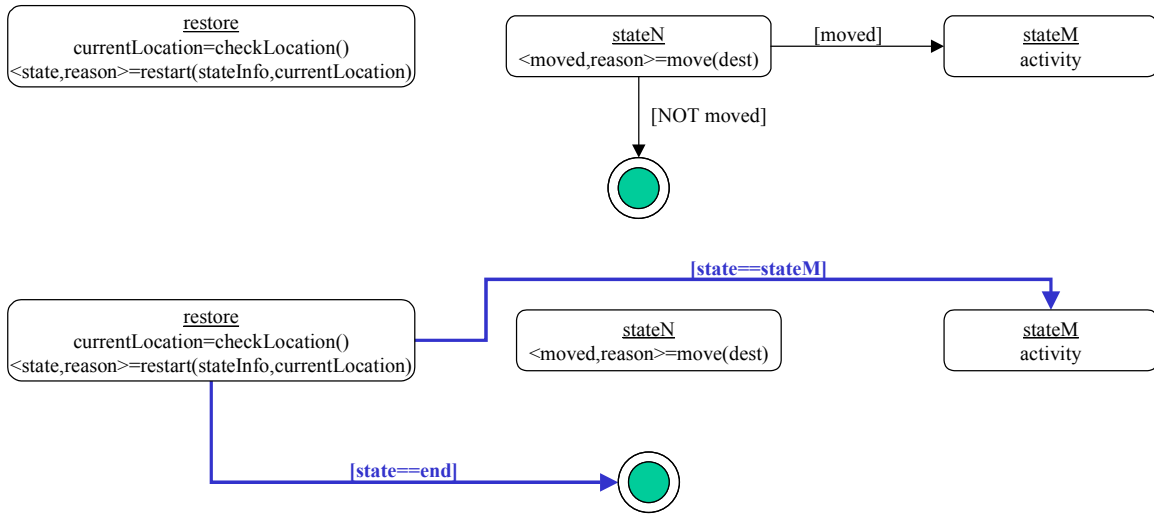 restore
currentLocation=checkLocation()
<state,reason>=restart(stateInfo,currentLocation)
stateN
<moved,reason>=move(dest)
[moved]
stateM
activity
[NOT moved]
[state==stateM]
restore
currentLocation=checkLocation()
<state,reason>=restart(stateInfo,currentLocation)
stateN
<moved,reason>=move(dest)
stateM
activity
[state==end]